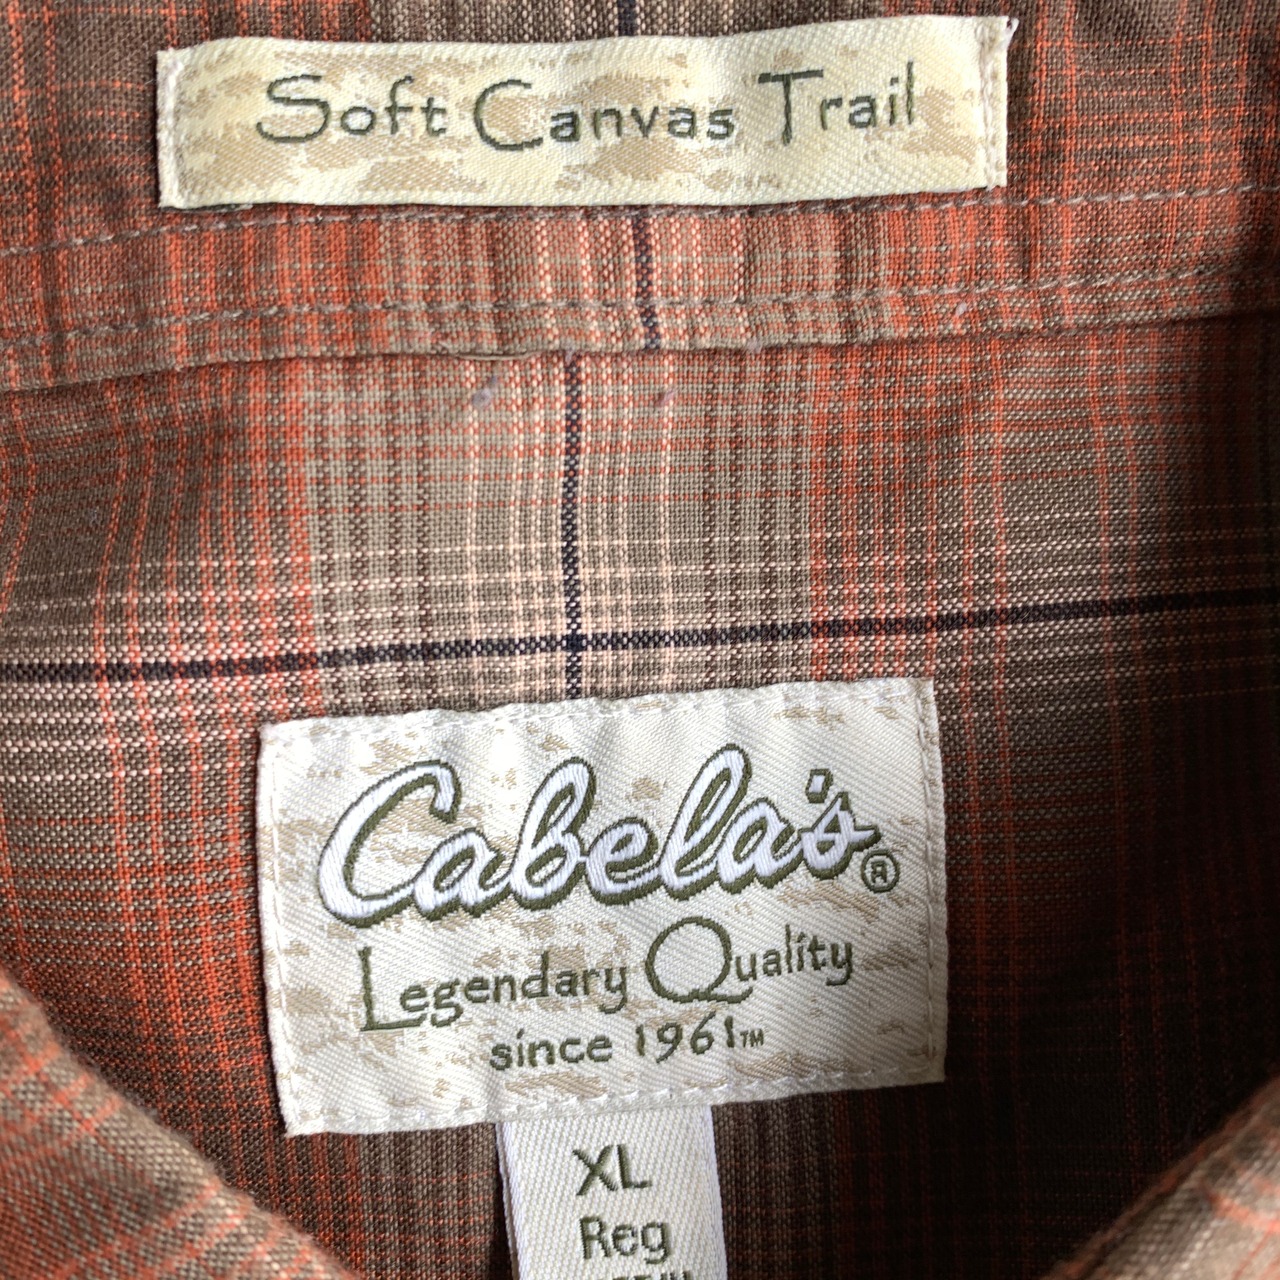 Soft Canvas Trail
Cabela's®
Legendary Quality
since 1961™
XL
Reg